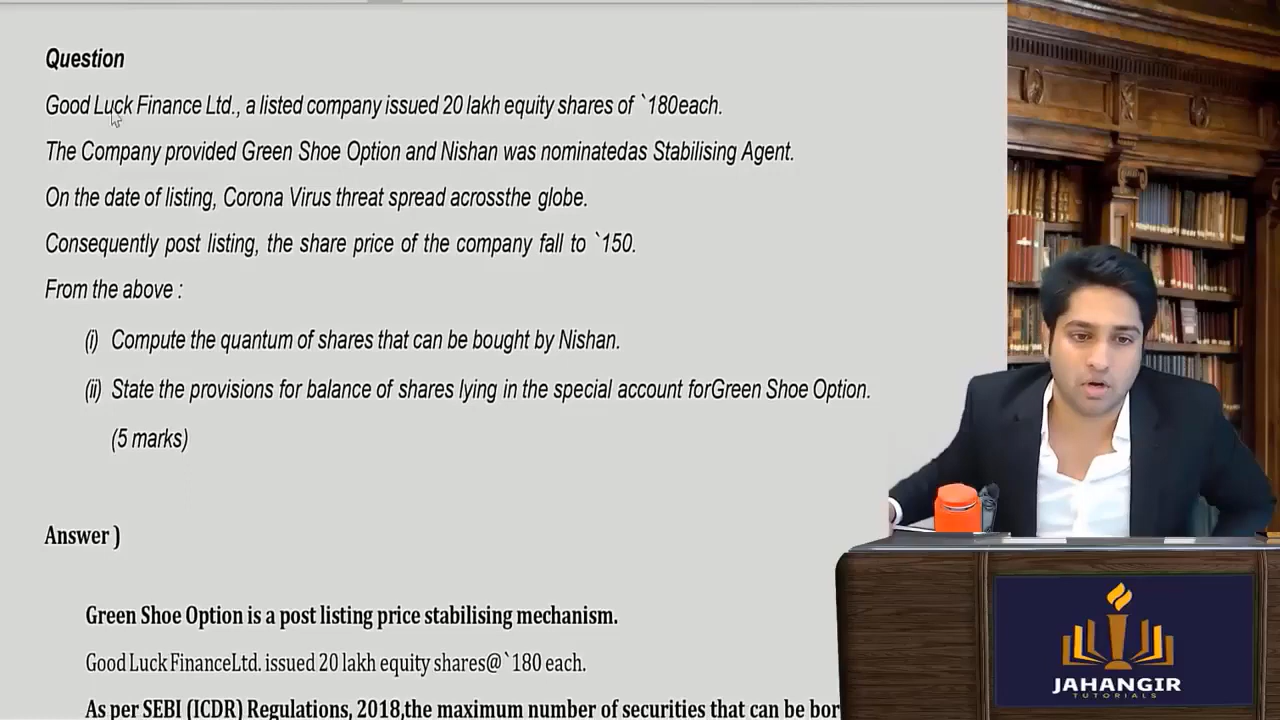 Question
Good Luck Finance Ltd., a listed company issued 20 lakh equity shares of `180each.
The Company provided Green Shoe Option and Nishan was nominatedas Stabilising Agent.
On the date of listing, Corona Virus threat spread acrossthe globe.
Consequently post listing, the share price of the company fall to `150.
From the above :
(i) Compute the quantum of shares that can be bought by Nishan.
(ii) State the provisions for balance of shares lying in the special account forGreen Shoe Option.
(5 marks)
Answer )
Green Shoe Option is a post listing price stabilising mechanism.
Good Luck FinanceLtd. issued 20 lakh equity shares@`180 each.
As per SEBI (ICDR) Regulations, 2018,the maximum number of securities that can be bor
JAHANGIR
TUTORIALS